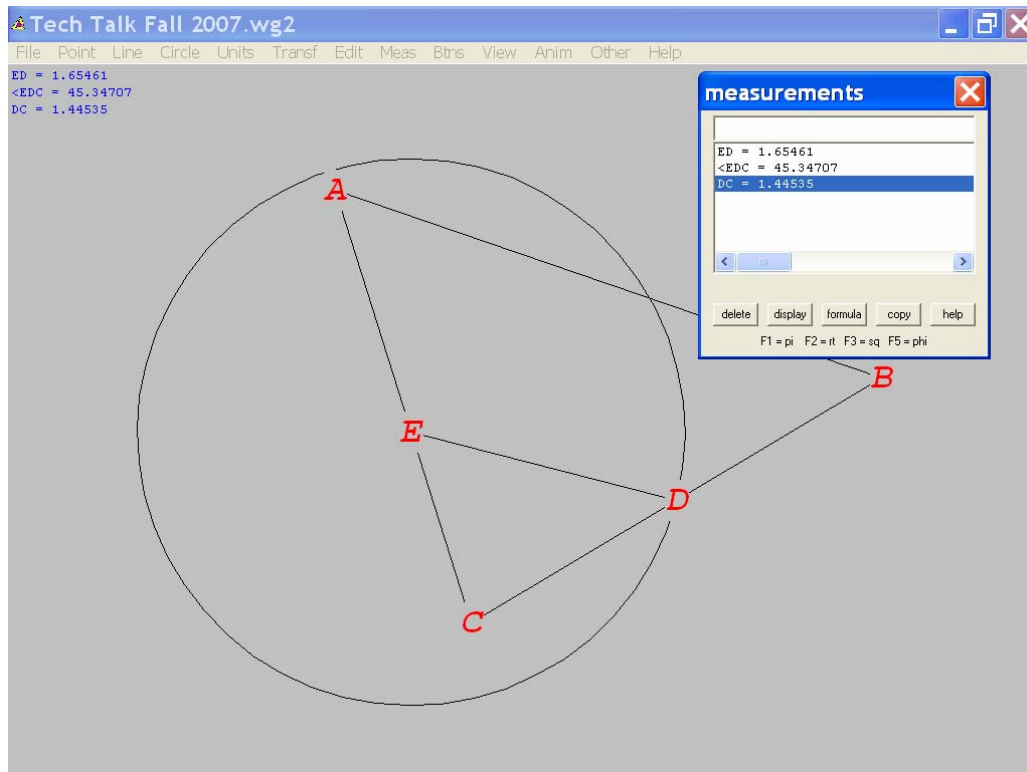 Tech Talk Fall 2007.wg2
File Point Line Circle Units Transf Edit Meas Btns View Anim Other Help
ED = 1.65461
<EDC = 45.34707
DC = 1.44535
measurements
ED = 1.65461
<EDC = 45.34707
DC = 1.44535
delete display formula copy help
F1 = pi F2 = rt F3 = sq F5 = phi
A
B
E
D
C